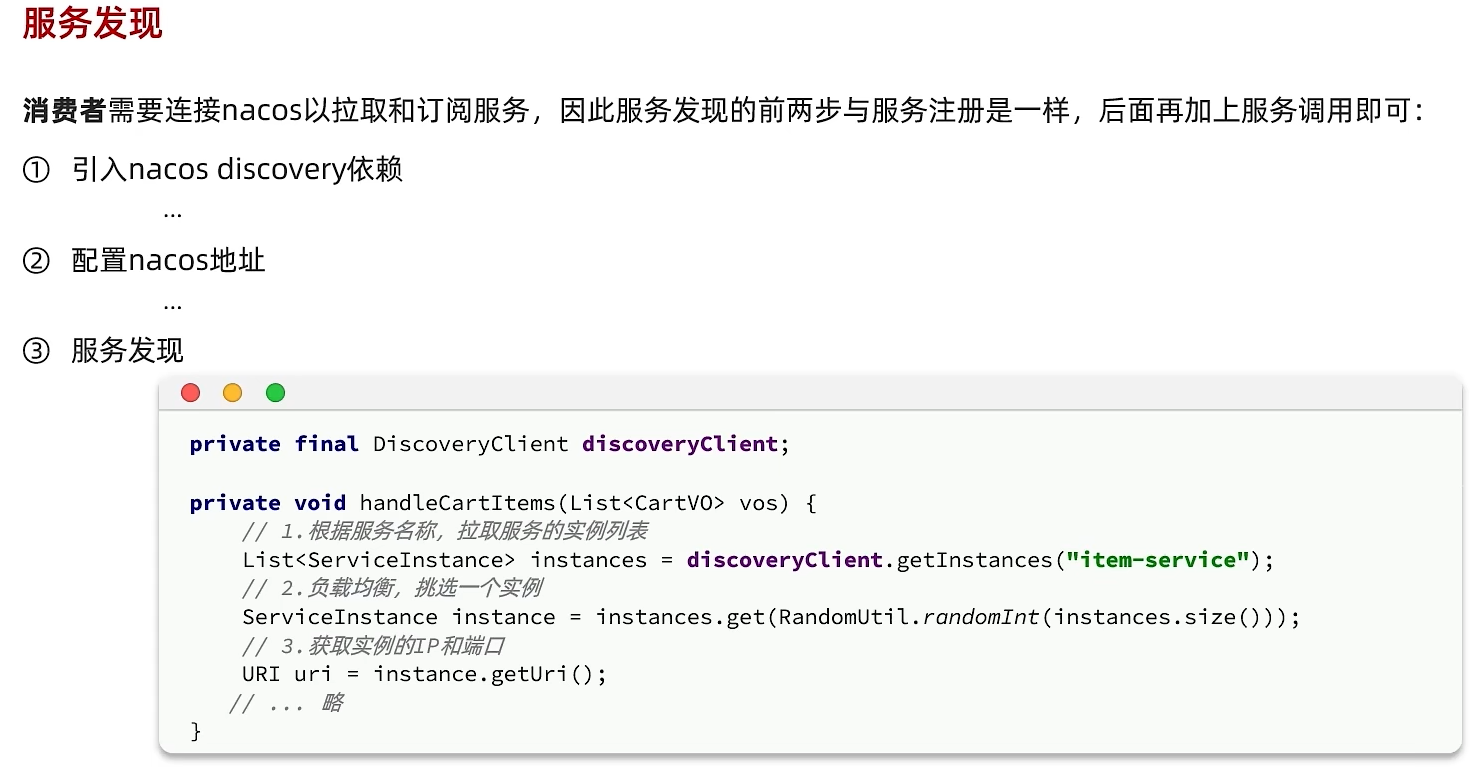 服务发现
消费者需要连接nacos以拉取和订阅服务，因此服务发现的前两步与服务注册是一样，后面再加上服务调用即可：
① 引入nacos discovery依赖
...
② 配置nacos地址
...
③ 服务发现
private final DiscoveryClient discoveryClient;
private void handleCartItems(List<CartVO> vos) {
// 1.根据服务名称，拉取服务的实例列表
List<ServiceInstance> instances = discoveryClient.getInstances("item-service");
// 2.负载均衡，挑选一个实例
ServiceInstance instance = instances.get(RandomUtil.randomInt(instances.size()));
// 3.获取实例的IP和端口
URI uri = instance.getUri();
// ... 略
}